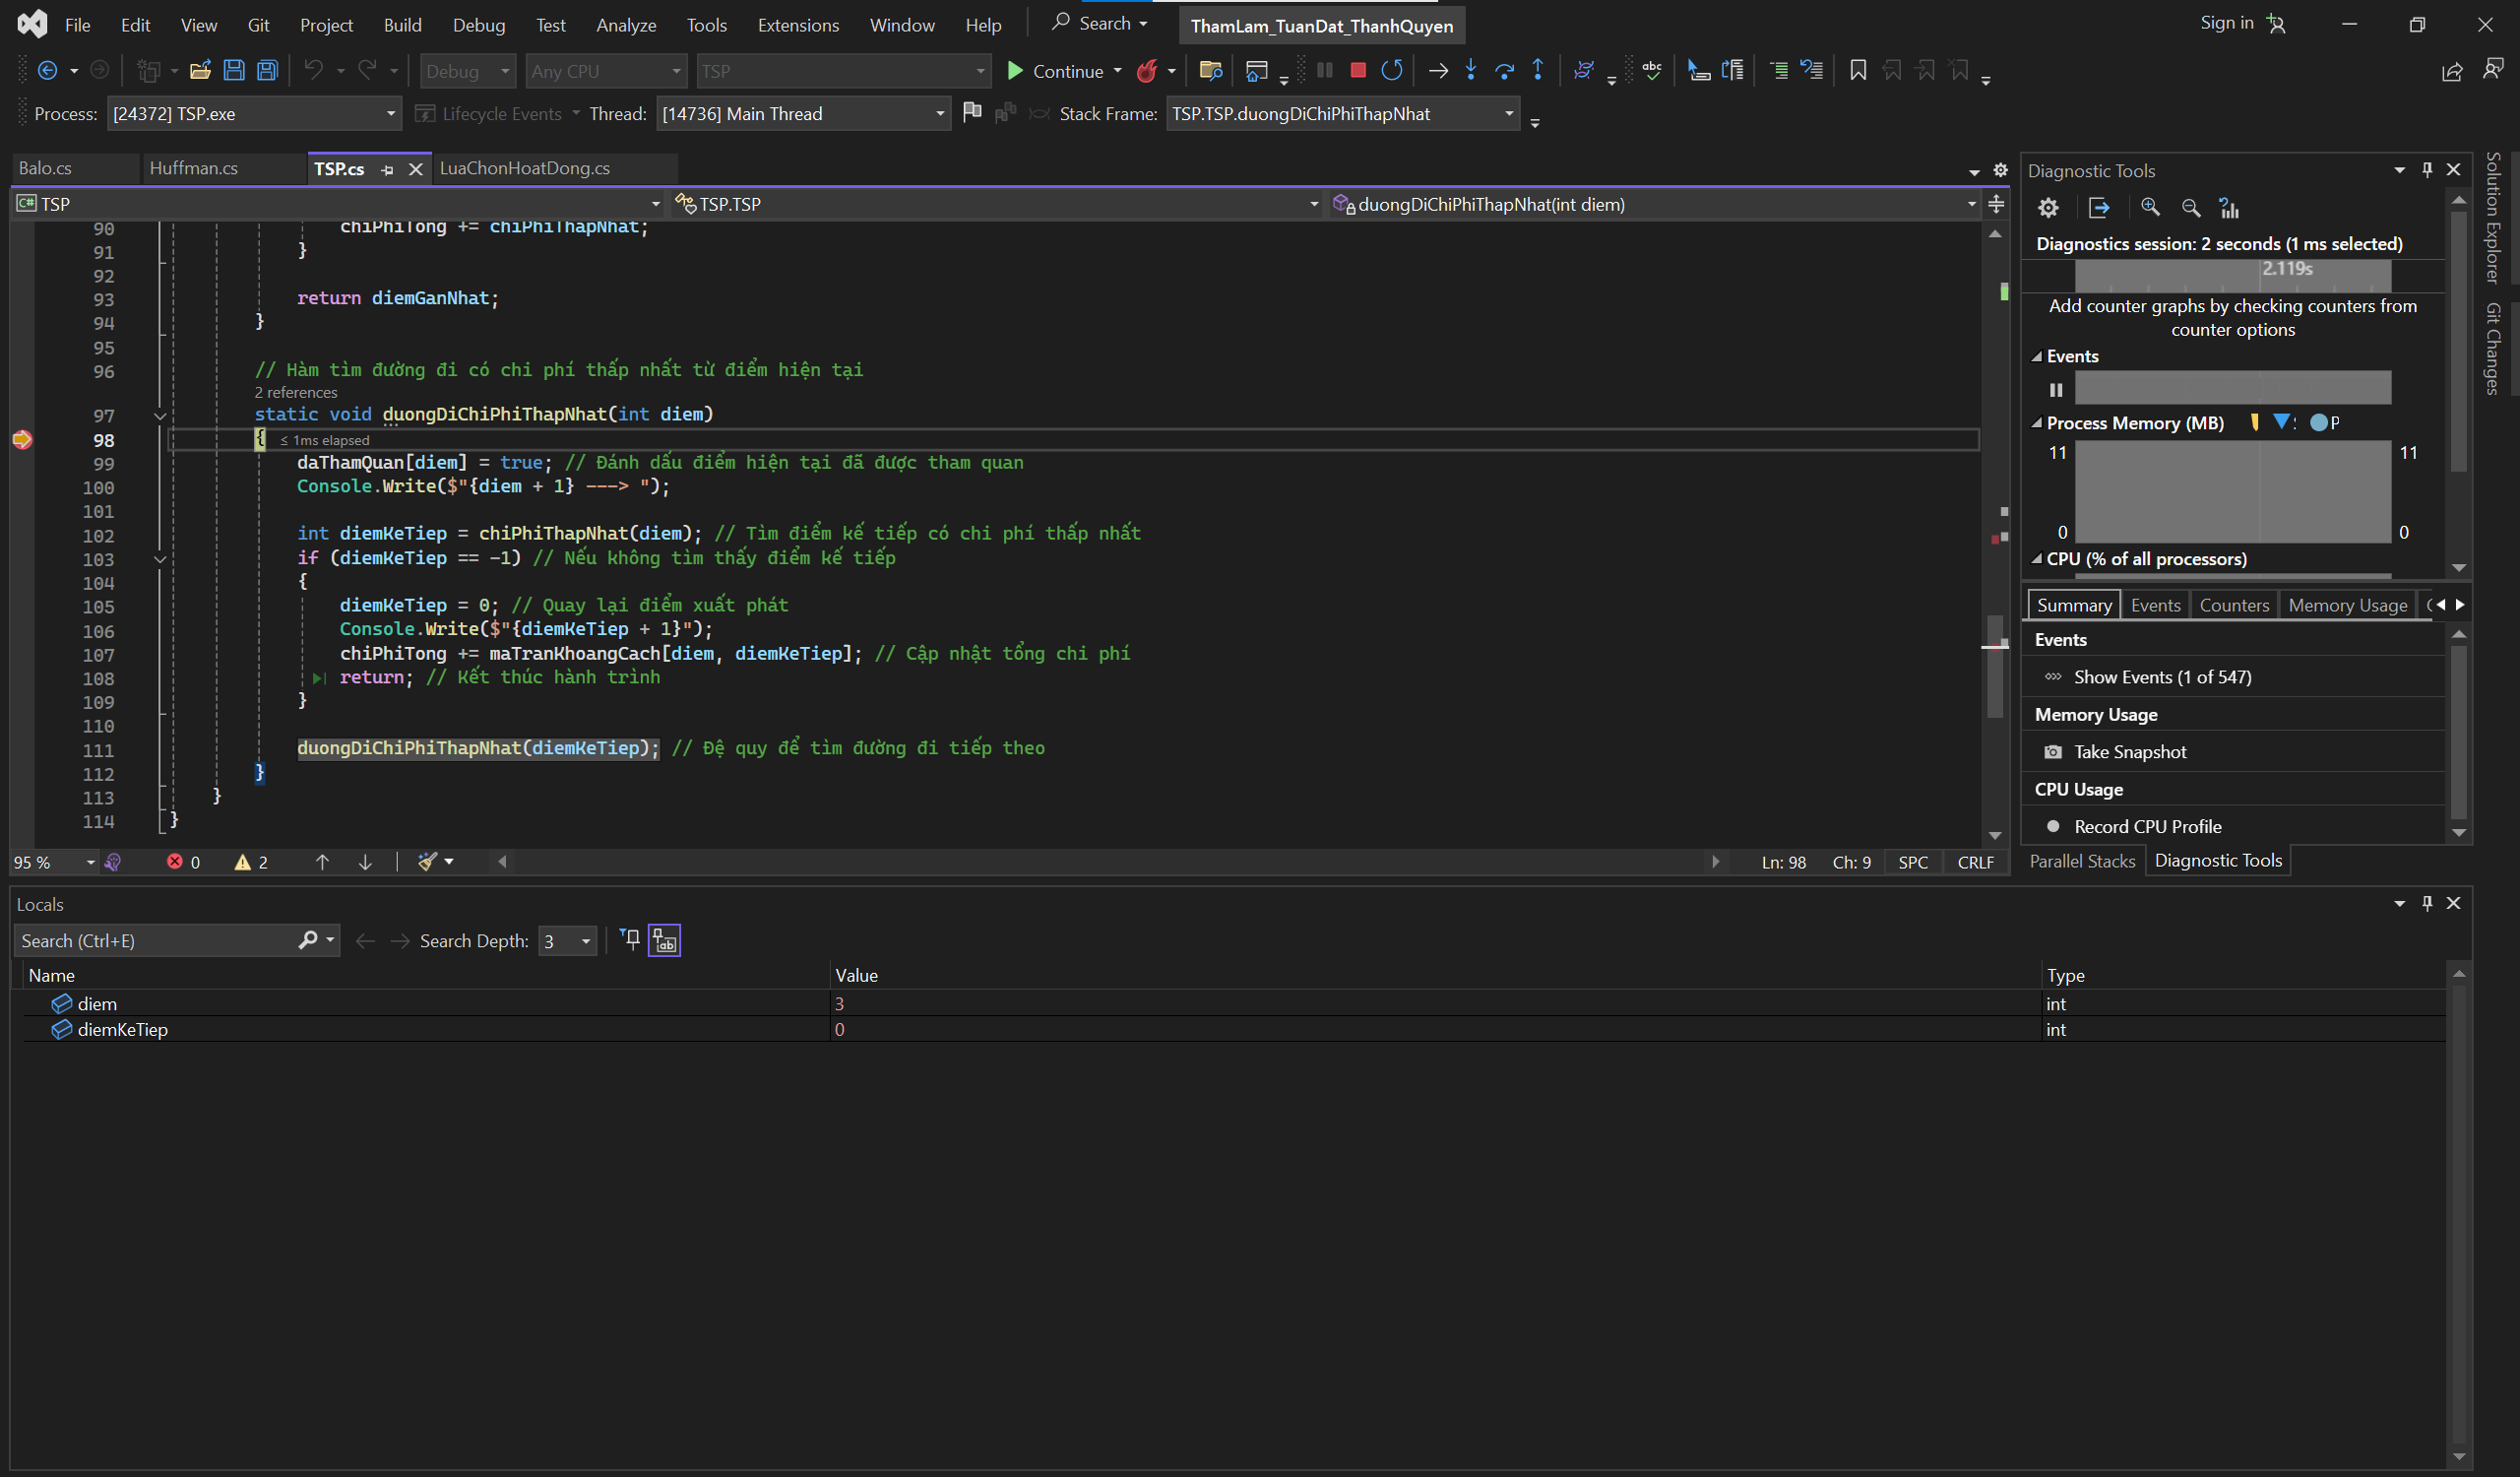 File Edit View Git Project Build Debug Test Analyze Tools Extensions Window Help Search ThamLam_TuanDat_ThanhQuyen Sign in
Debug Any CPU TSP Continue
Process: [24372] TSP.exe Lifecycle Events Thread: [14736] Main Thread Stack Frame: TSP.TSP.duongDiChiPhiThapNhat
Balo.cs Huffman.cs TSP.cs LuaChonHoatDong.cs
C# TSP TSP.TSP duongDiChiPhiThapNhat(int diem)
90 chiPhiTong += chiPhiThapNhat;
91 }
92
93 return diemGanNhat;
94 }
95
96 // Hàm tìm đường đi có chi phí thấp nhất từ điểm hiện tại
2 references
97 static void duongDiChiPhiThapNhat(int diem)
98 { ≤ 1ms elapsed
99 daThamQuan[diem] = true; // Đánh dấu điểm hiện tại đã được tham quan
100 Console.Write($"{diem + 1} ---> ");
101
102 int diemKeTiep = chiPhiThapNhat(diem); // Tìm điểm kế tiếp có chi phí thấp nhất
103 if (diemKeTiep == -1) // Nếu không tìm thấy điểm kế tiếp
104 {
105 diemKeTiep = 0; // Quay lại điểm xuất phát
106 Console.Write($"{diemKeTiep + 1}");
107 chiPhiTong += maTranKhoangCach[diem, diemKeTiep]; // Cập nhật tổng chi phí
108 return; // Kết thúc hành trình
109 }
110
111 duongDiChiPhiThapNhat(diemKeTiep); // Đệ quy để tìm đường đi tiếp theo
112 }
113 }
114 }
95 % 0 2 Ln: 98 Ch: 9 SPC CRLF
Diagnostic Tools
Diagnostics session: 2 seconds (1 ms selected)
2.119s
Add counter graphs by checking counters from
counter options
Events
Process Memory (MB) P
11 11
0 0
CPU (% of all processors)
Summary Events Counters Memory Usage
Events
Show Events (1 of 547)
Memory Usage
Take Snapshot
CPU Usage
Record CPU Profile
Parallel Stacks Diagnostic Tools
Solution Explorer
Git Changes
Locals
Search (Ctrl+E) Search Depth: 3
Name Value Type
diem 3 int
diemKeTiep 0 int